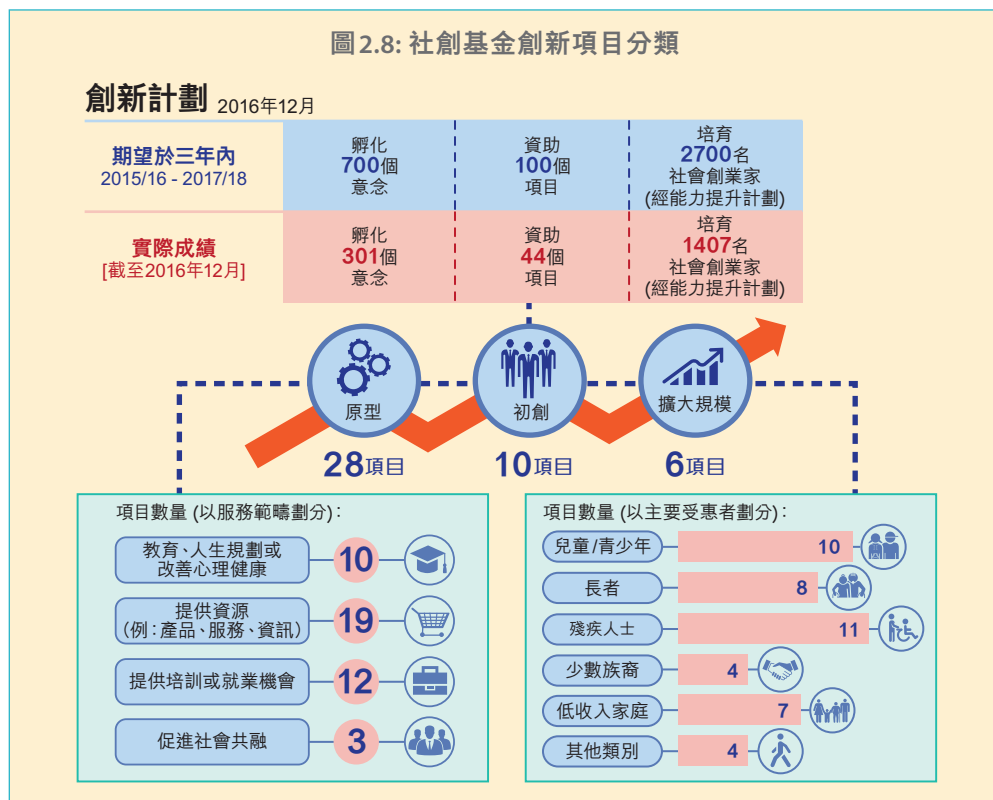 圖2.8: 社創基金創新項目分類
創新計劃 2016年12月
期望於三年內
2015/16 - 2017/18
孵化
700個
意念
資助
100個
項目
培育
2700名
社會創業家
(經能力提升計劃)
實際成績
[截至2016年12月]
孵化
301個
意念
資助
44個
項目
培育
1407名
社會創業家
(經能力提升計劃)
原型
初創
擴大規模
28項目
10項目
6項目
項目數量 (以服務範疇劃分)：
教育、人生規劃或
改善心理健康
10
提供資源
(例：產品、服務、資訊)
19
提供培訓或就業機會
12
促進社會共融
3
項目數量 (以主要受惠者劃分)：
兒童/青少年
10
長者
8
殘疾人士
11
少數族裔
4
低收入家庭
7
其他類別
4